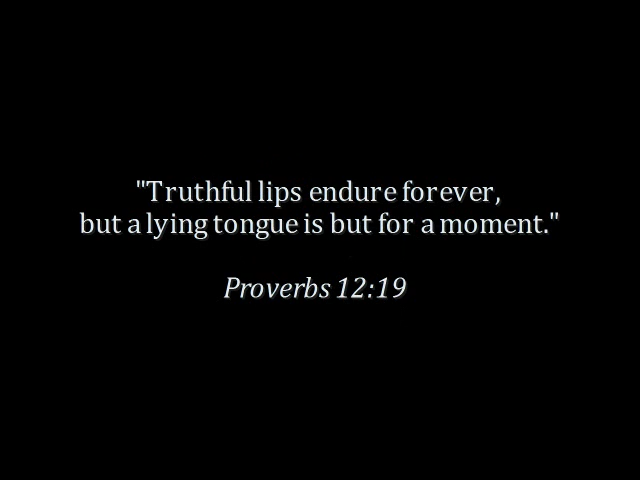 "Truthful lips endure forever,
but a lying tongue is but for a moment."
Proverbs 12:19